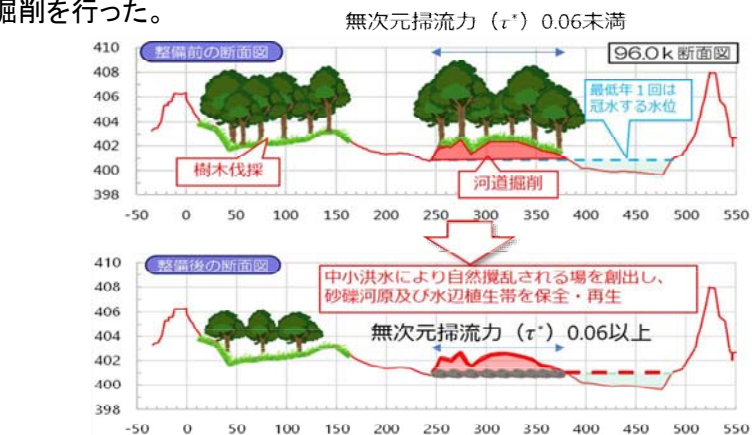 掘削を行った。
無次元掃流力（τ*）0.06未満
410
整備前の断面図
96.0k断面図
408
406
404
402
400
398
最低年１回は
冠水する水位
樹木伐採
河道掘削
-50 0 50 100 150 200 250 300 350 400 450 500 550
410
整備後の断面図
408
406
404
402
400
398
中小洪水により自然攪乱される場を創出し、
砂礫河原及び水辺植生帯を保全・再生
無次元掃流力（τ*）0.06以上
-50 0 50 100 150 200 250 300 350 400 450 500 550